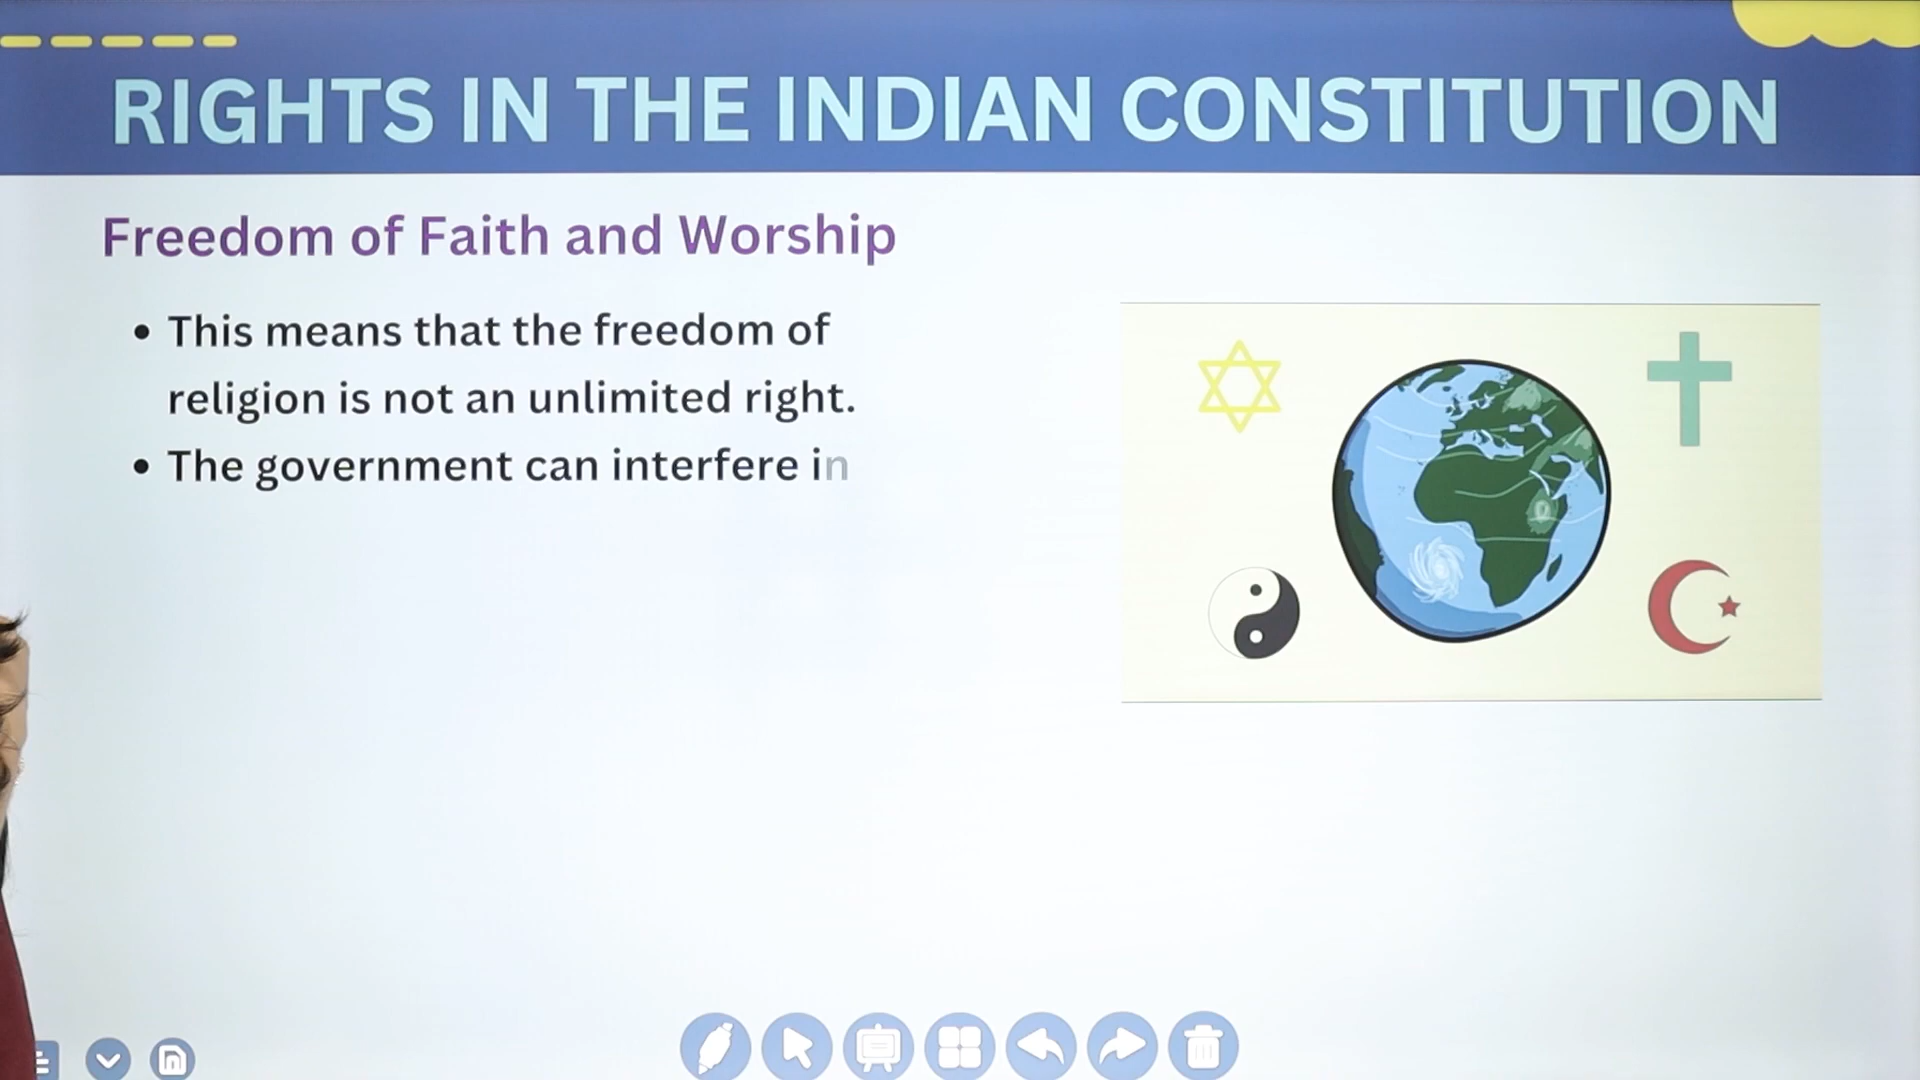 RIGHTS IN THE INDIAN CONSTITUTION
Freedom of Faith and Worship
• This means that the freedom of
religion is not an unlimited right.
• The government can interfere in